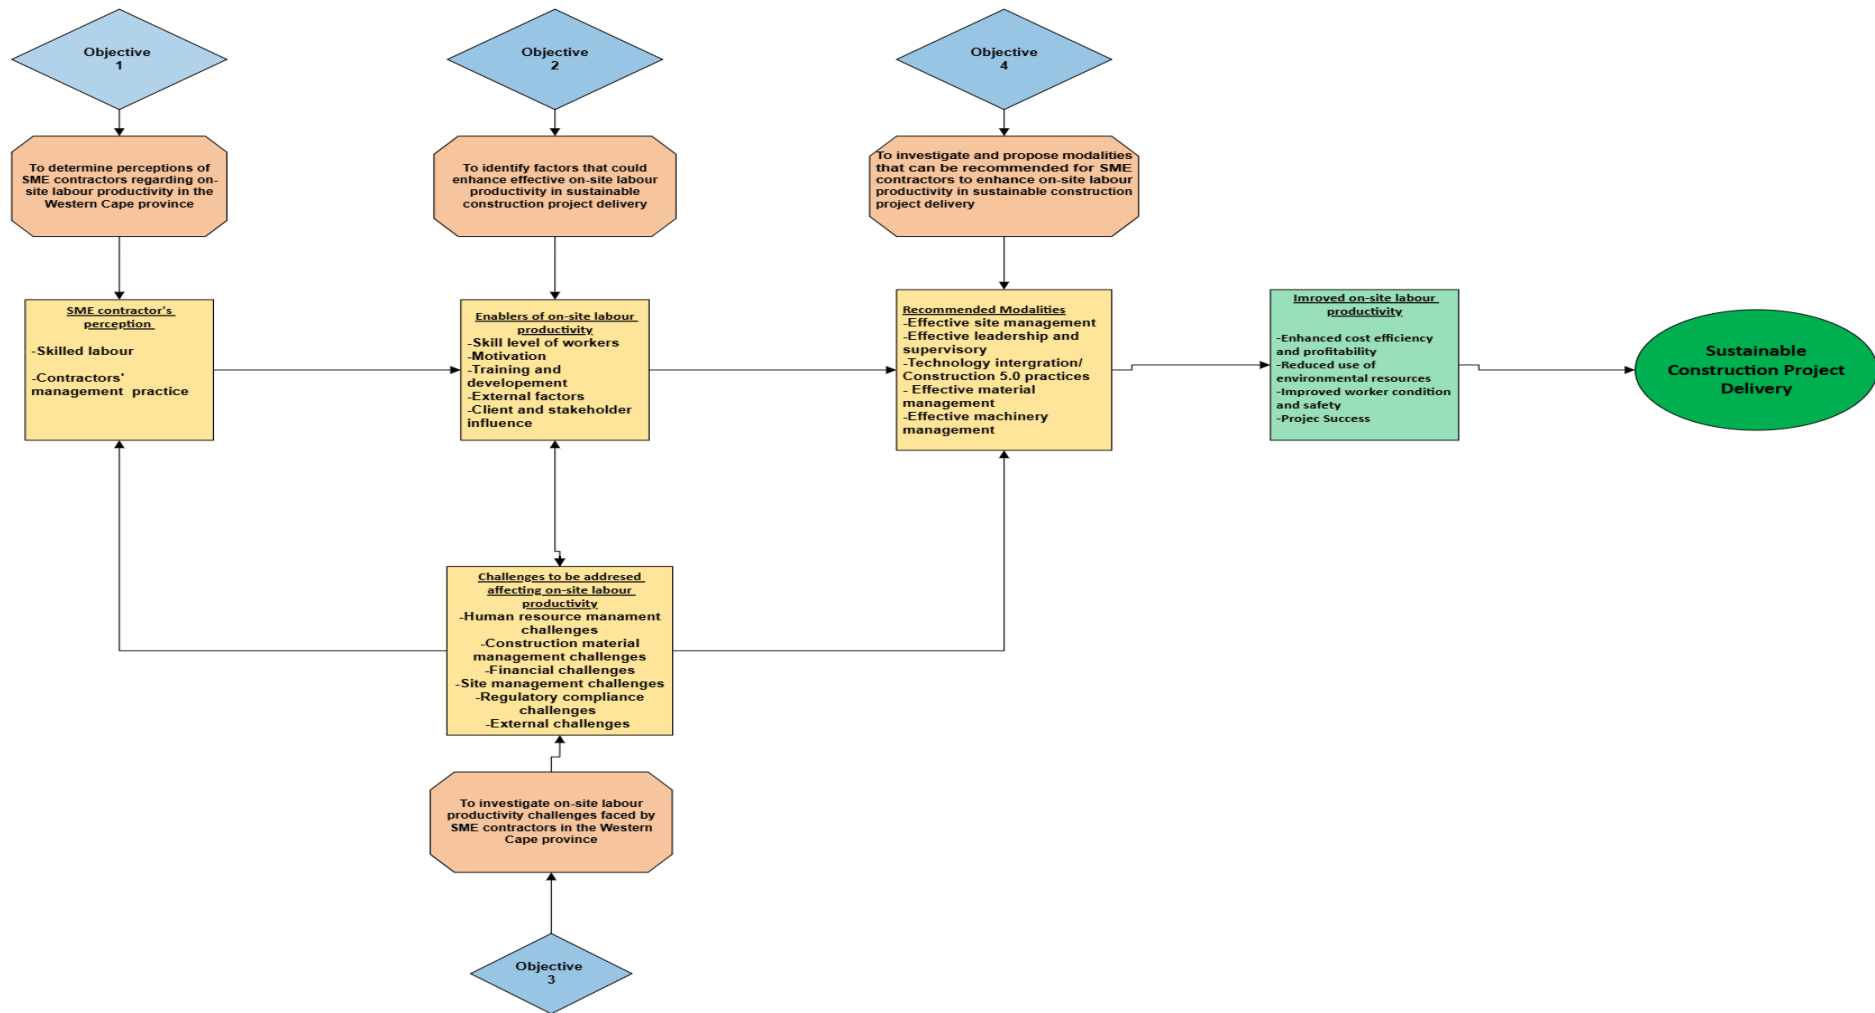 Objective
1
Objective
2
Objective
4
To determine perceptions of
SME contractors regarding on-
site labour productivity in the
Western Cape province
To identify factors that could
enhance effective on-site labour
productivity in sustainable
construction project delivery
To investigate and propose modalities
that can be recommended for SME
contractors to enhance on-site labour
productivity in sustainable construction
project delivery
SME contractor's
perception
-Skilled labour
-Contractors'
management practice
Enablers of on-site labour
productivity
-Skill level of workers
-Motivation
-Training and
developement
-External factors
-Client and stakeholder
influence
Recommended Modalities
-Effective site management
-Effective leadership and
supervisory
-Technology intergration/
Construction 5.0 practices
- Effective material
management
-Effective machinery
management
Imroved on-site labour
productivity
-Enhanced cost efficiency
and profitability
-Reduced use of
environmental resources
-Improved worker condition
and safety
-Projec Success
Sustainable
Construction Project
Delivery
Challenges to be addresed
affecting on-site labour
productivity
-Human resource manament
challenges
-Construction material
management challenges
-Financial challenges
-Site management challenges
-Regulatory compliance
challenges
-External challenges
To investigate on-site labour
productivity challenges faced by
SME contractors in the Western
Cape province
Objective
3